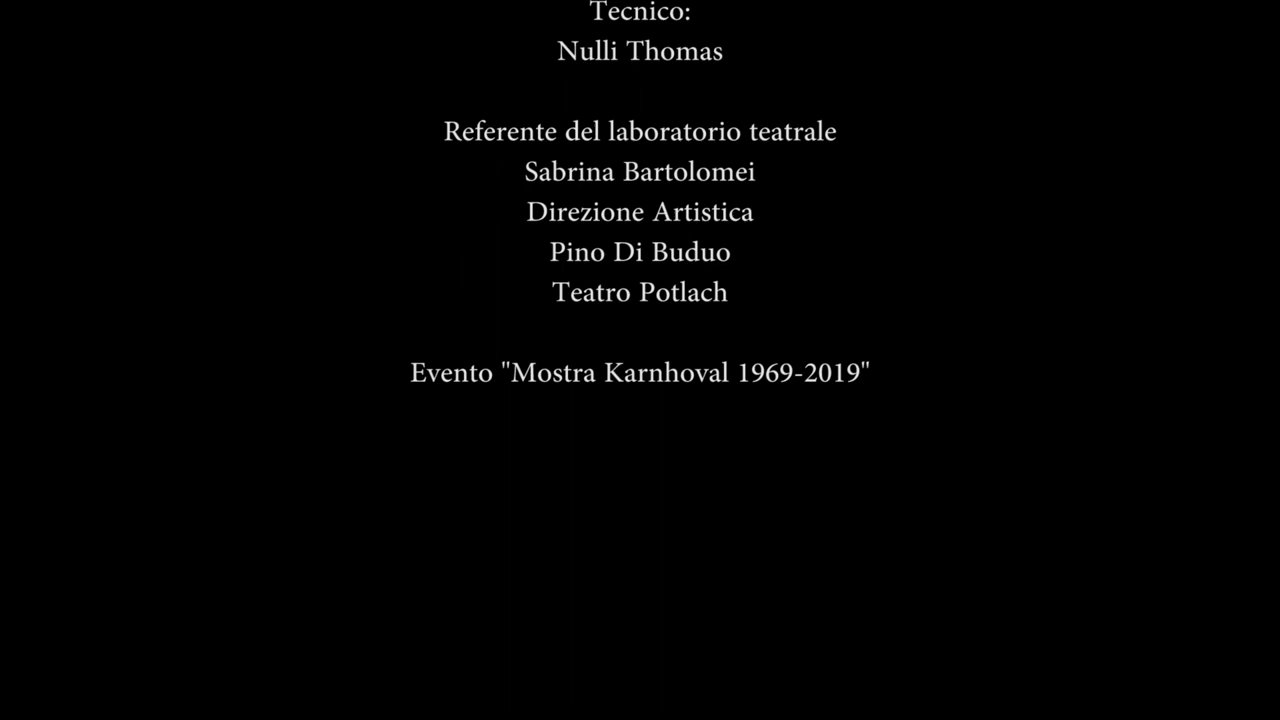 Tecnico:
Nulli Thomas
Referente del laboratorio teatrale
Sabrina Bartolomei
Direzione Artistica
Pino Di Buduo
Teatro Potlach
Evento "Mostra Karnhoval 1969-2019"